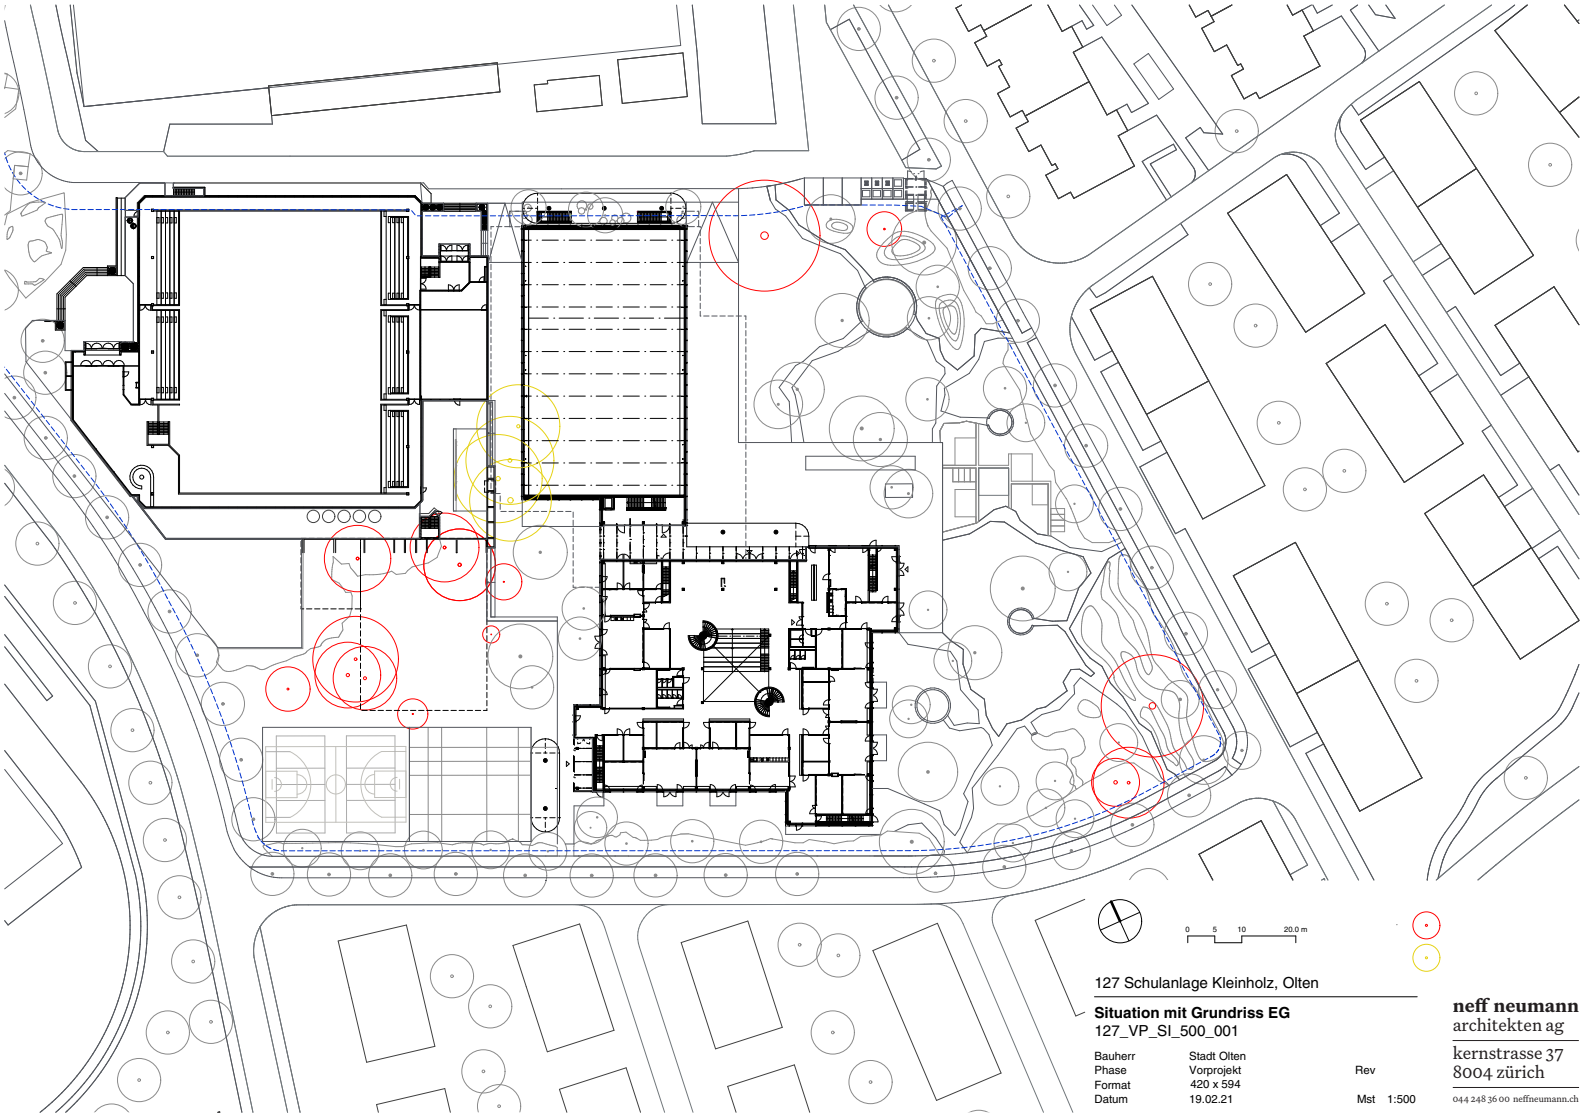 0 5 10 20.0 m
127 Schulanlage Kleinholz, Olten
Situation mit Grundriss EG
127_VP_SI_500_001
Bauherr Stadt Olten
Phase Vorprojekt Rev
Format 420 x 594
Datum 19.02.21 Mst 1:500
neff neumann
architekten ag
kernstrasse 37
8004 zürich
044 248 36 00 neffneumann.ch